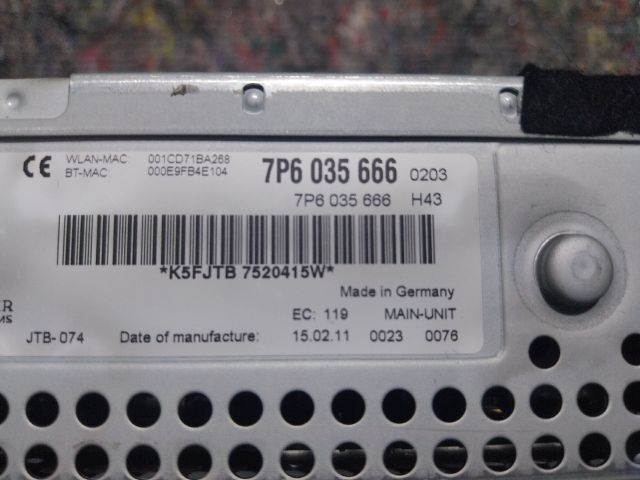 CE WLAN-MAC: 001CD71BA268 7P6 035 666 0203
BT-MAC: 000E9FB4E104 7P6 035 666 H43
*K5FJTB 7520415W*
Made in Germany
EC: 119 MAIN-UNIT
JTB-074 Date of manufacture: 15.02.11 0023 0076